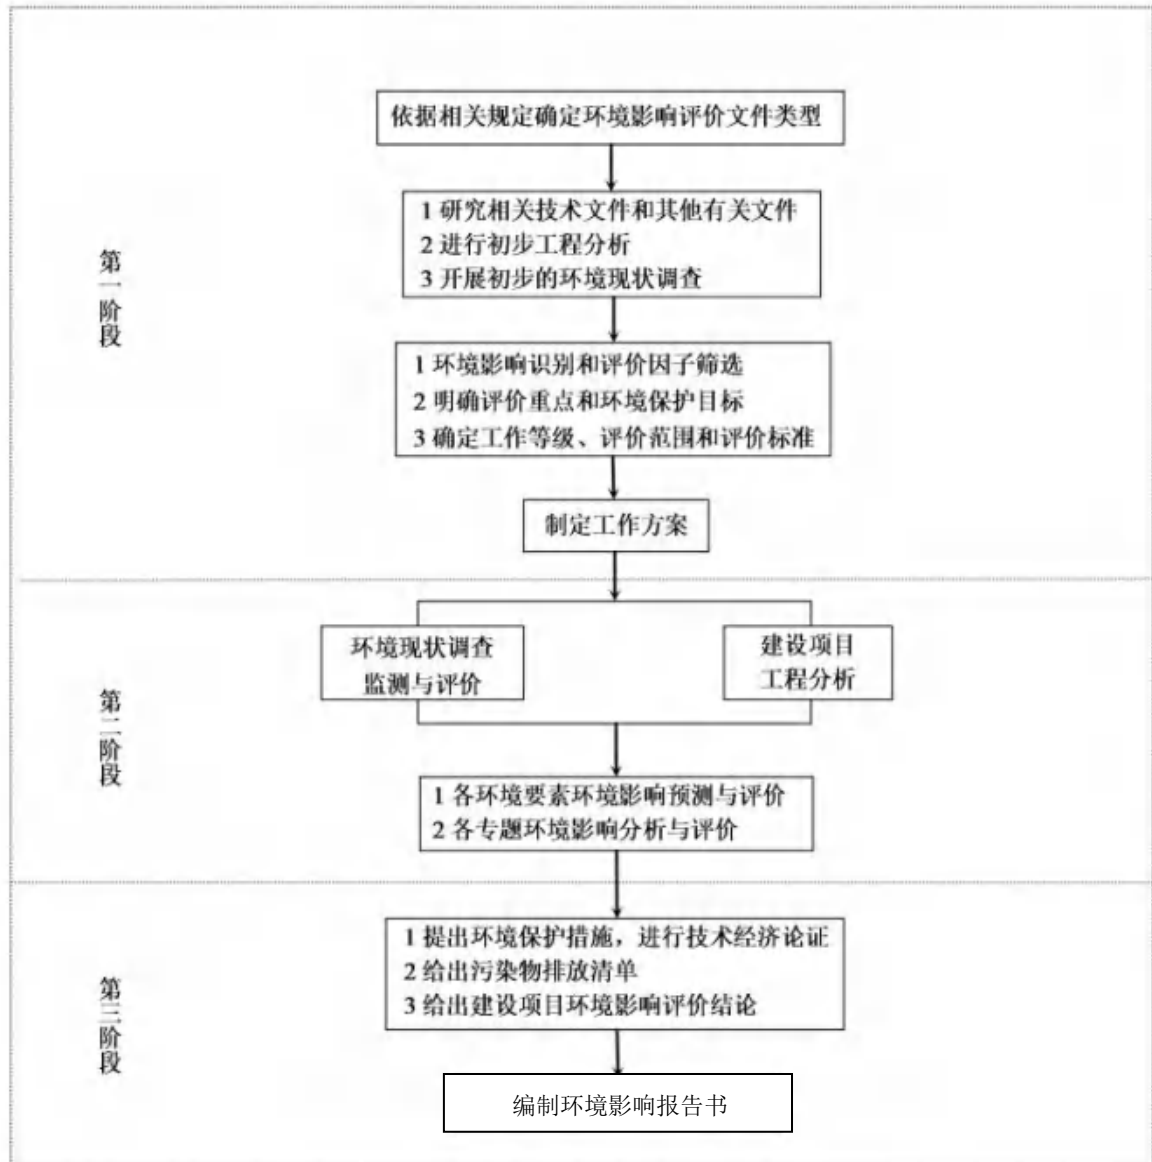 依据相关规定确定环境影响评价文件类型
1 研究相关技术文件和其他有关文件
2 进行初步工程分析
3 开展初步的环境现状调查
第一阶段
1 环境影响识别和评价因子筛选
2 明确评价重点和环境保护目标
3 确定工作等级、评价范围和评价标准
制定工作方案
环境现状调查
监测与评价
建设项目
工程分析
第二阶段
1 各环境要素环境影响预测与评价
2 各专题环境影响分析与评价
1 提出环境保护措施，进行技术经济论证
2 给出污染物排放清单
3 给出建设项目环境影响评价结论
第三阶段
编制环境影响报告书